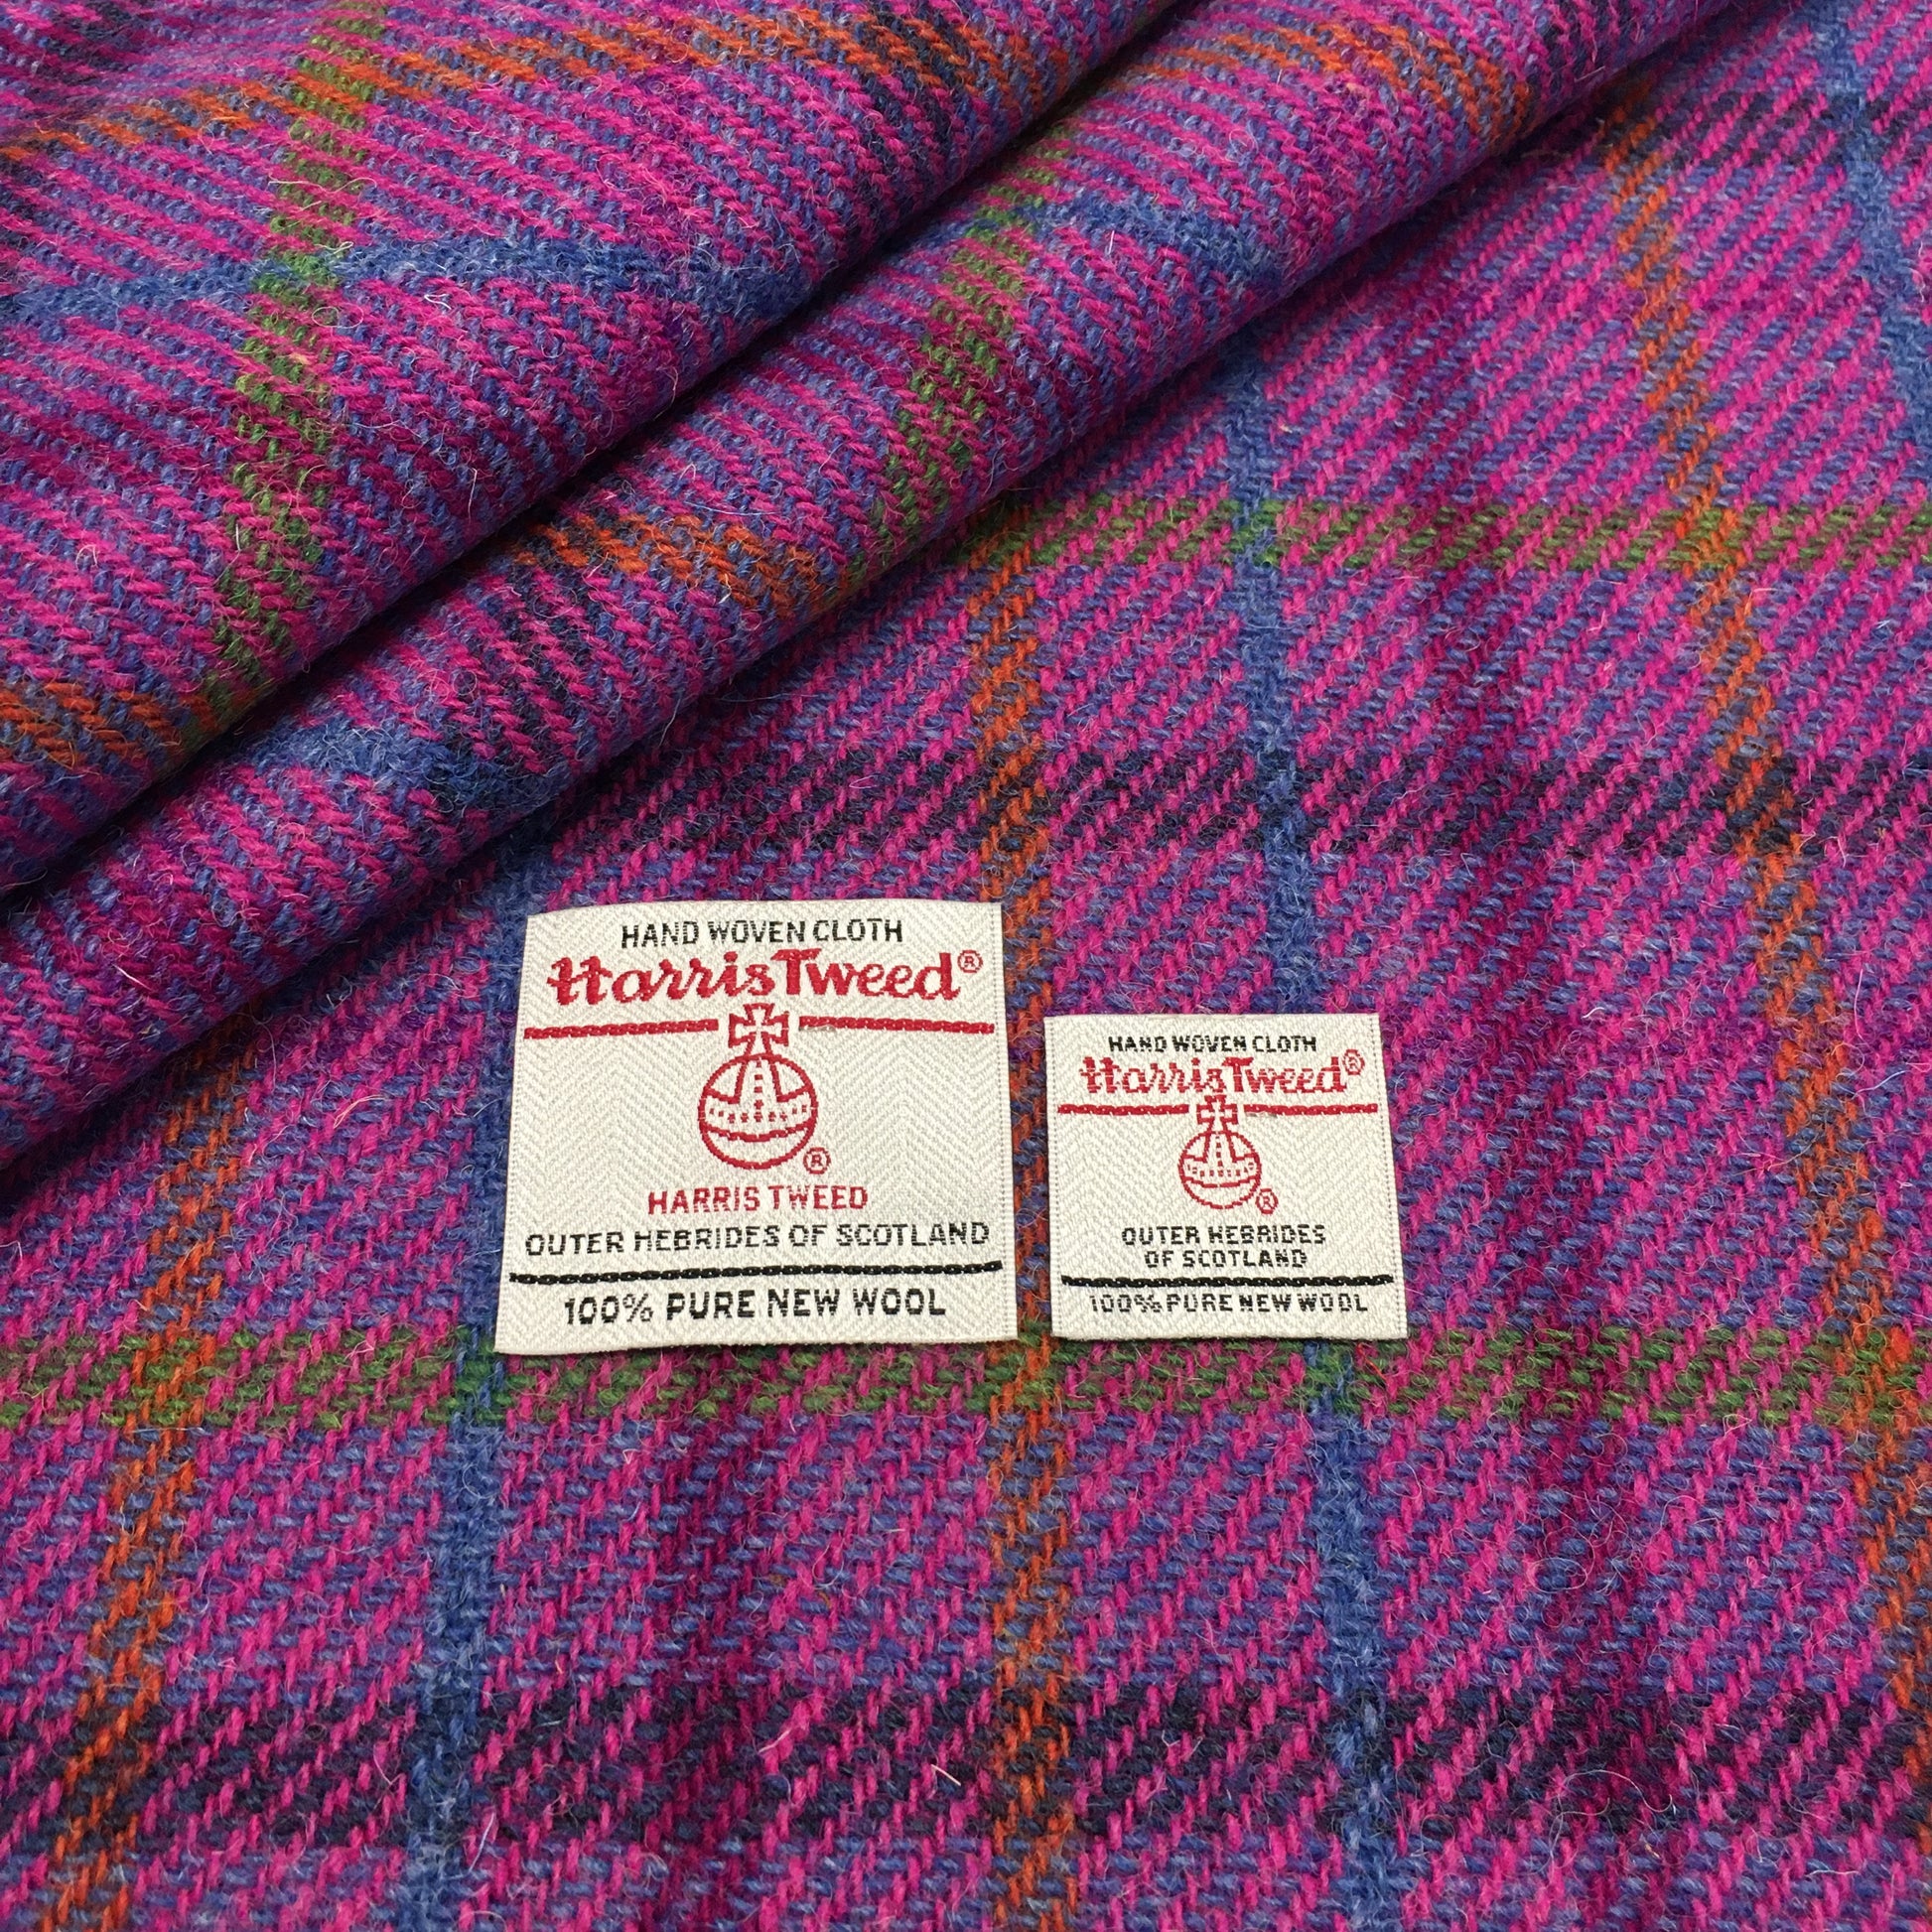 HAND WOVEN CLOTH
Harris Tweed®
®
HARRIS TWEED
OUTER HEBRIDES OF SCOTLAND
100% PURE NEW WOOL
HAND WOVEN CLOTH
Harris Tweed®
®
OUTER HEBRIDES
OF SCOTLAND
100% PURE NEW WOOL